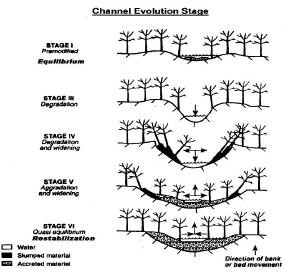 Channel Evolution Stage
STAGE I
Premodified
Equilibrium
STAGE III
Degradation
STAGE IV
Degradation
and widening
STAGE V
Aggradation
and widening
STAGE VI
Quasi equilibrium
Restabilization
Water
Slumped material
Accreted material
Direction of bank
or bed movement